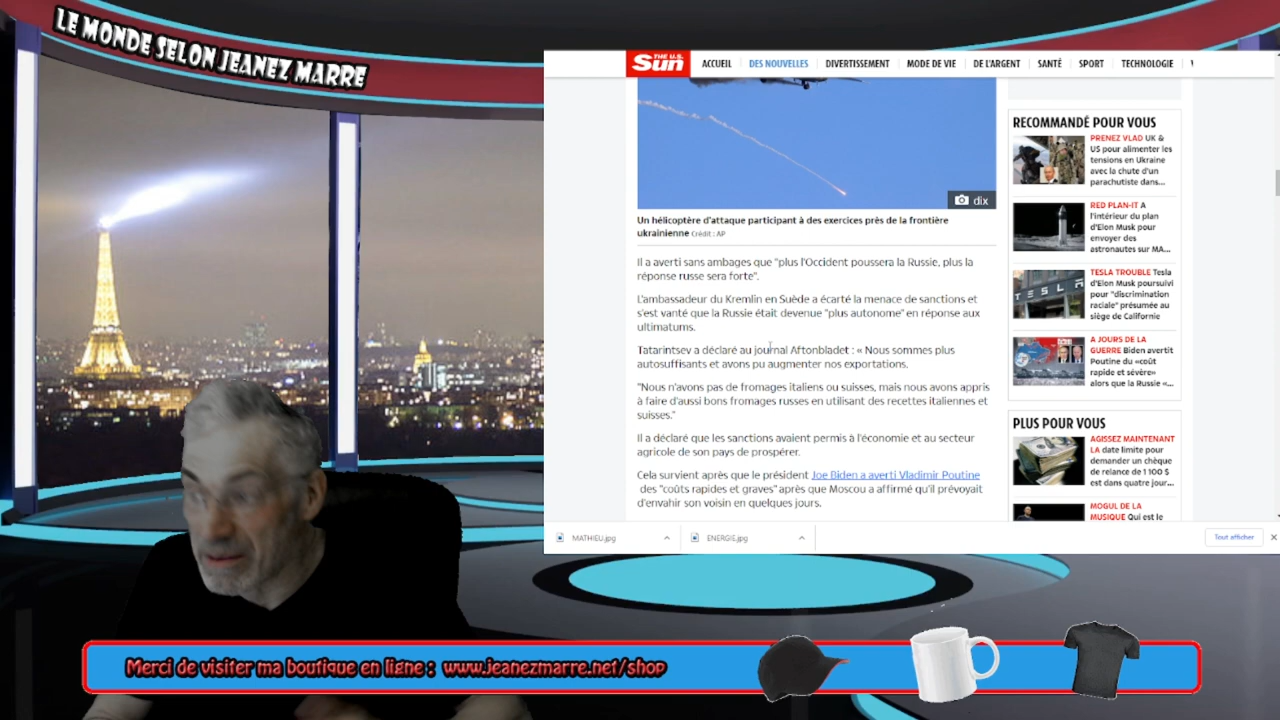 LE MONDE SELON JEANEZ MARRE
THE U.S. Sun
ACCUEIL
DES NOUVELLES
DIVERTISSEMENT
MODE DE VIE
DE L'ARGENT
SANTÉ
SPORT
TECHNOLOGIE
dix
Un hélicoptère d'attaque participant à des exercices près de la frontière
ukrainienne Crédit : AP
Il a averti sans ambages que "plus l'Occident poussera la Russie, plus la
réponse russe sera forte".
L'ambassadeur du Kremlin en Suède a écarté la menace de sanctions et
s'est vanté que la Russie était devenue "plus autonome" en réponse aux
ultimatums.
Tatarintsev a déclaré au journal Aftonbladet : « Nous sommes plus
autosuffisants et avons pu augmenter nos exportations.
"Nous n'avons pas de fromages italiens ou suisses, mais nous avons appris
à faire d'aussi bons fromages russes en utilisant des recettes italiennes et
suisses."
Il a déclaré que les sanctions avaient permis à l'économie et au secteur
agricole de son pays de prospérer.
Cela survient après que le président Joe Biden a averti Vladimir Poutine
des "coûts rapides et graves" après que Moscou a affirmé qu'il prévoyait
d'envahir son voisin en quelques jours.
RECOMMANDÉ POUR VOUS
PRENEZ VLAD UK &
US pour alimenter les
tensions en Ukraine
avec la chute d'un
parachutiste dans...
RED PLAN-IT A
l'intérieur du plan
d'Elon Musk pour
envoyer des
astronautes sur MA...
TESLA TROUBLE Tesla
d'Elon Musk poursuivi
pour "discrimination
raciale" présumée au
siège de Californie
TESLA
A JOURS DE LA
GUERRE Biden avertit
Poutine du «coût
rapide et sévère»
alors que la Russie «...
PLUS POUR VOUS
AGISSEZ MAINTENANT
LA date limite pour
demander un chèque
de relance de 1 100 $
est dans quatre jour...
MOGUL DE LA
MUSIQUE Qui est le
MATHIEU.jpg
ENERGIE.jpg
Tout afficher
Merci de visiter ma boutique en ligne : www.jeanezmarre.net/shop